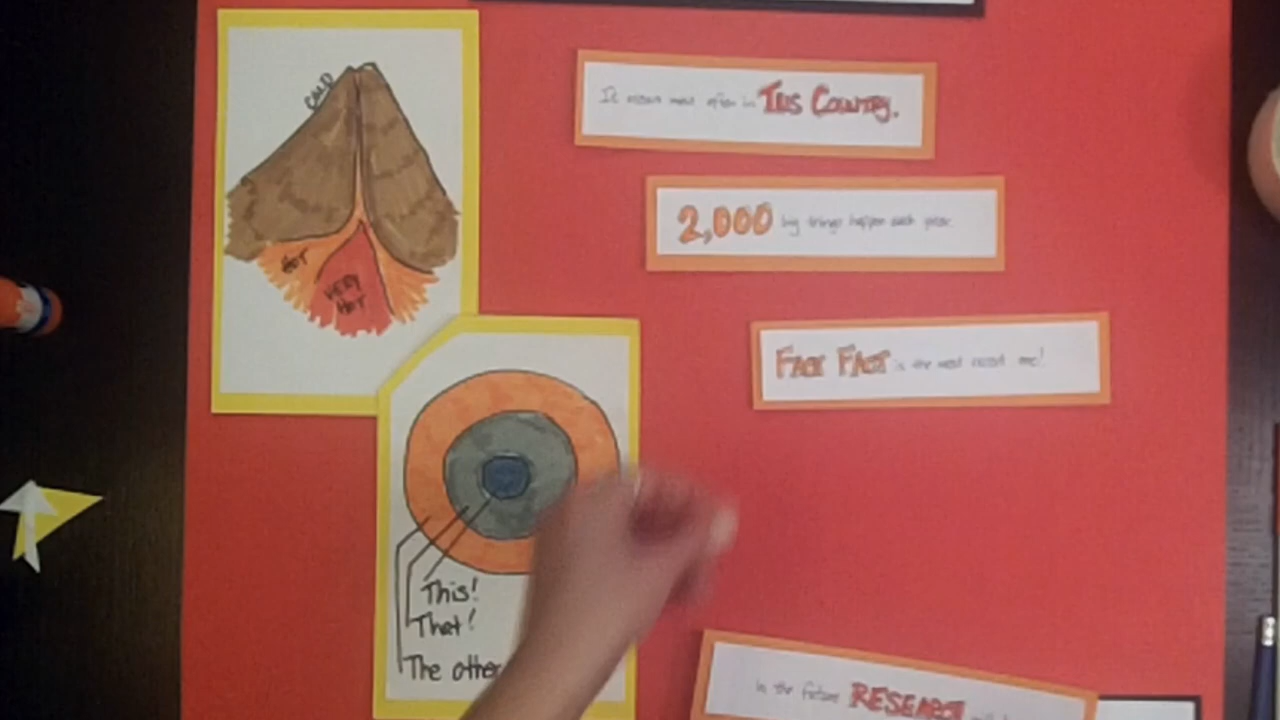 COLD
HOT
VERY
HOT
It occurs most often in THIS COUNTRY.
2,000 big things happen each year.
FAKE FACT is the most recent one!
This!
That!
The other
In the future RESEARCH